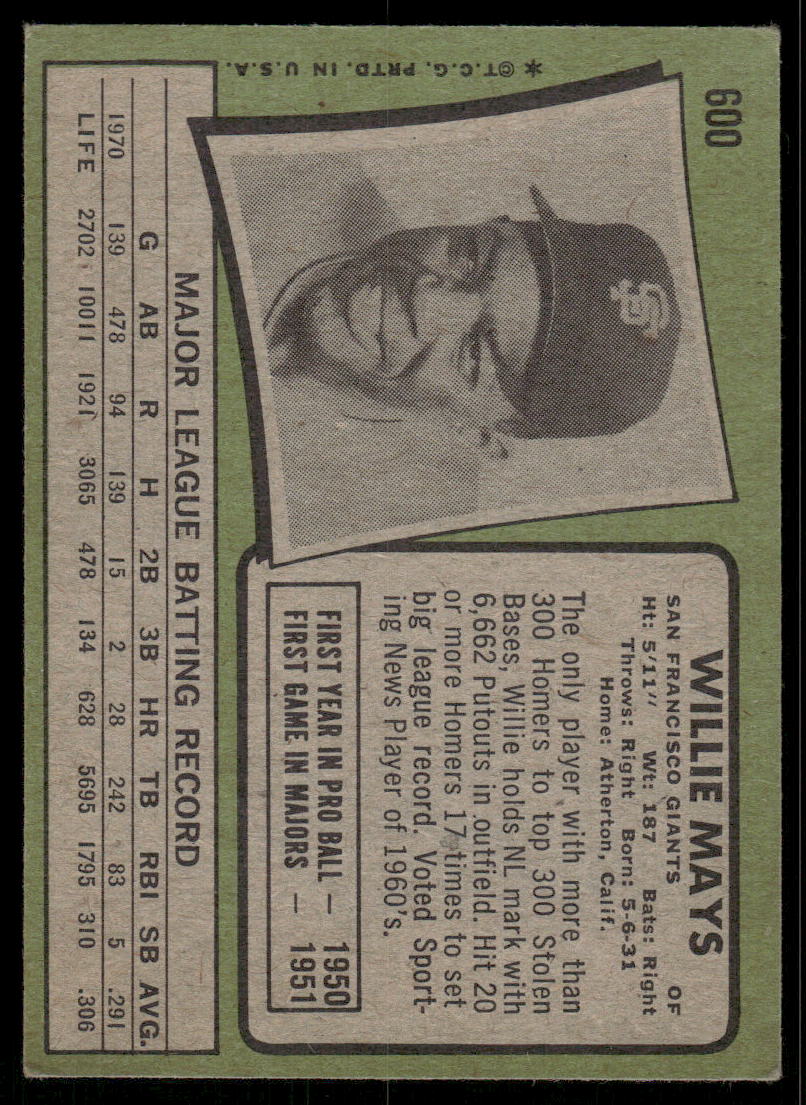 600
WILLIE MAYS
OF
SAN FRANCISCO GIANTS
Ht: 5'11" Wt: 187 Bats: Right
Throws: Right Born: 5-6-31
Home: Atherton, Calif.
The only player with more than
300 Homers to top 300 Stolen
Bases, Willie holds NL mark with
6,662 Putouts in outfield. Hit 20
or more Homers 17 times to set
big league record. Voted Sport-
ing News Player of 1960's.
FIRST YEAR IN PRO BALL — 1950
FIRST GAME IN MAJORS — 1951
SF
* ©T.C.G. PRTD. IN U.S.A.
MAJOR LEAGUE BATTING RECORD
G AB R H 2B 3B HR TB RBI SB AVG.
1970 139 478 94 139 15 2 28 242 83 5 .291
LIFE 2702 10011 1921 3065 478 134 628 5695 1795 310 .306